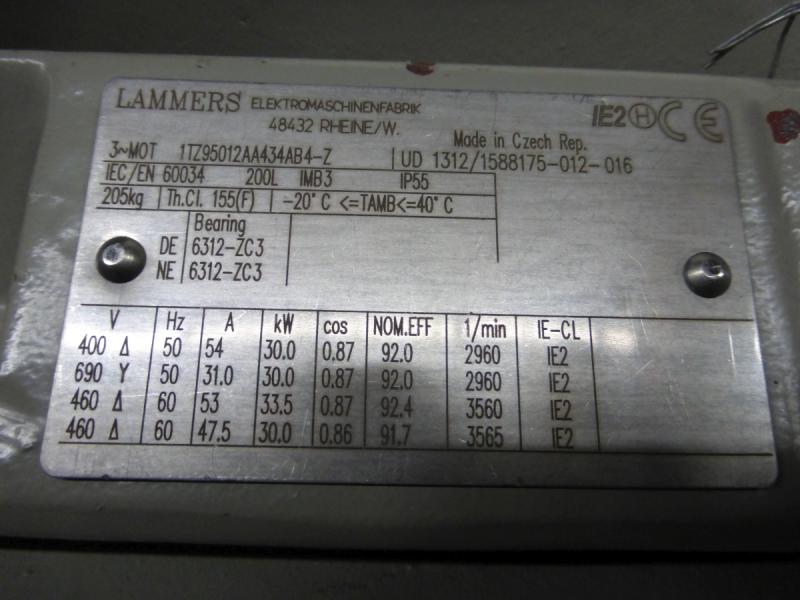 LAMMERS ELEKTROMASCHINENFABRIK
48432 RHEINE/W.
IE2 H CE
Made in Czech Rep.
3~MOT 1TZ95012AA434AB4-Z UD 1312/1588175-012-016
IEC/EN 60034 200L IMB3 IP55
205kg Th.Cl. 155(F) -20°C <=TAMB<=40°C
Bearing
DE 6312-ZC3
NE 6312-ZC3
V Hz A kW cos NOM.EFF 1/min IE-CL
400 Δ 50 54 30.0 0.87 92.0 2960 IE2
690 Y 50 31.0 30.0 0.87 92.0 2960 IE2
460 Δ 60 53 33.5 0.87 92.4 3560 IE2
460 Δ 60 47.5 30.0 0.86 91.7 3565 IE2